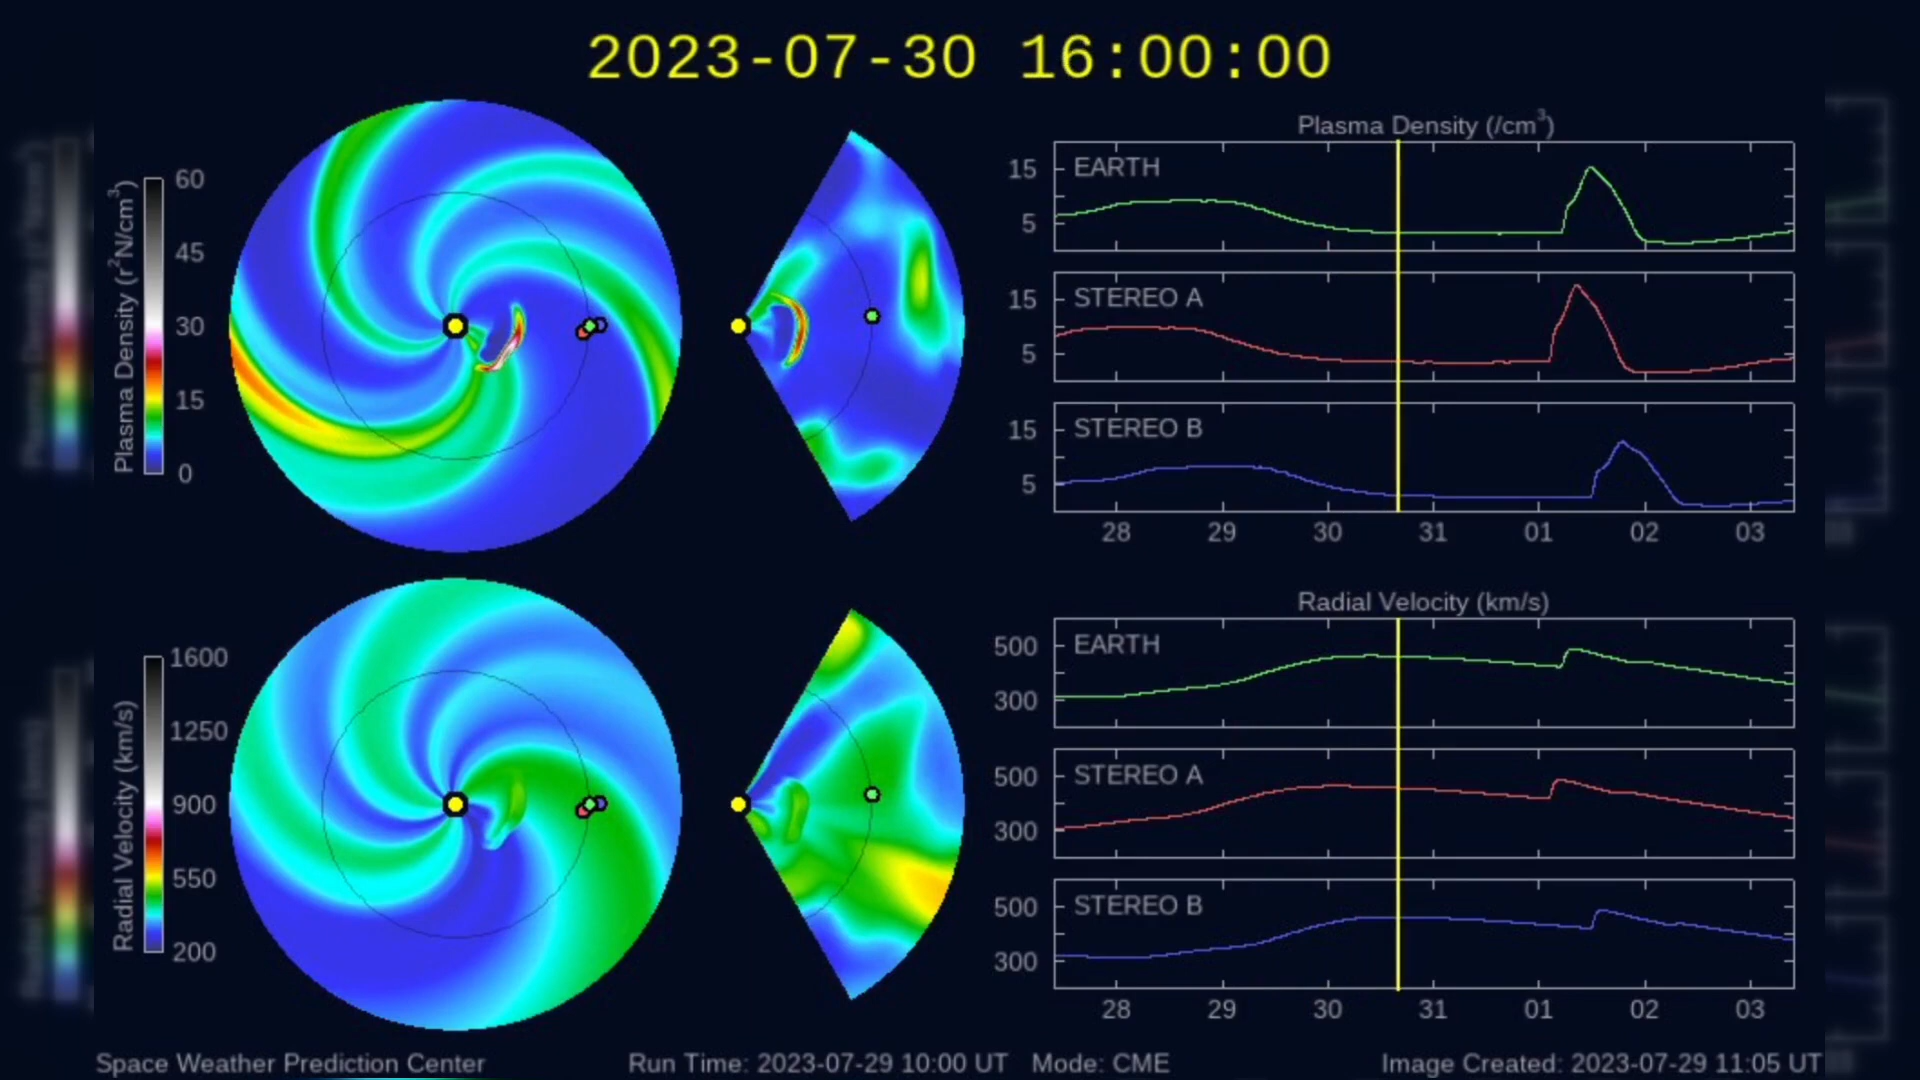 2023-07-30 16:00:00
Plasma Density (r²N/cm³)
60
45
30
15
0
Plasma Density (/cm³)
EARTH
15
5
STEREO A
15
5
STEREO B
15
5
28 29 30 31 01 02 03
Radial Velocity (km/s)
1600
1250
900
550
200
Radial Velocity (km/s)
EARTH
500
300
STEREO A
500
300
STEREO B
500
300
28 29 30 31 01 02 03
Space Weather Prediction Center
Run Time: 2023-07-29 10:00 UT Mode: CME
Image Created: 2023-07-29 11:05 UT